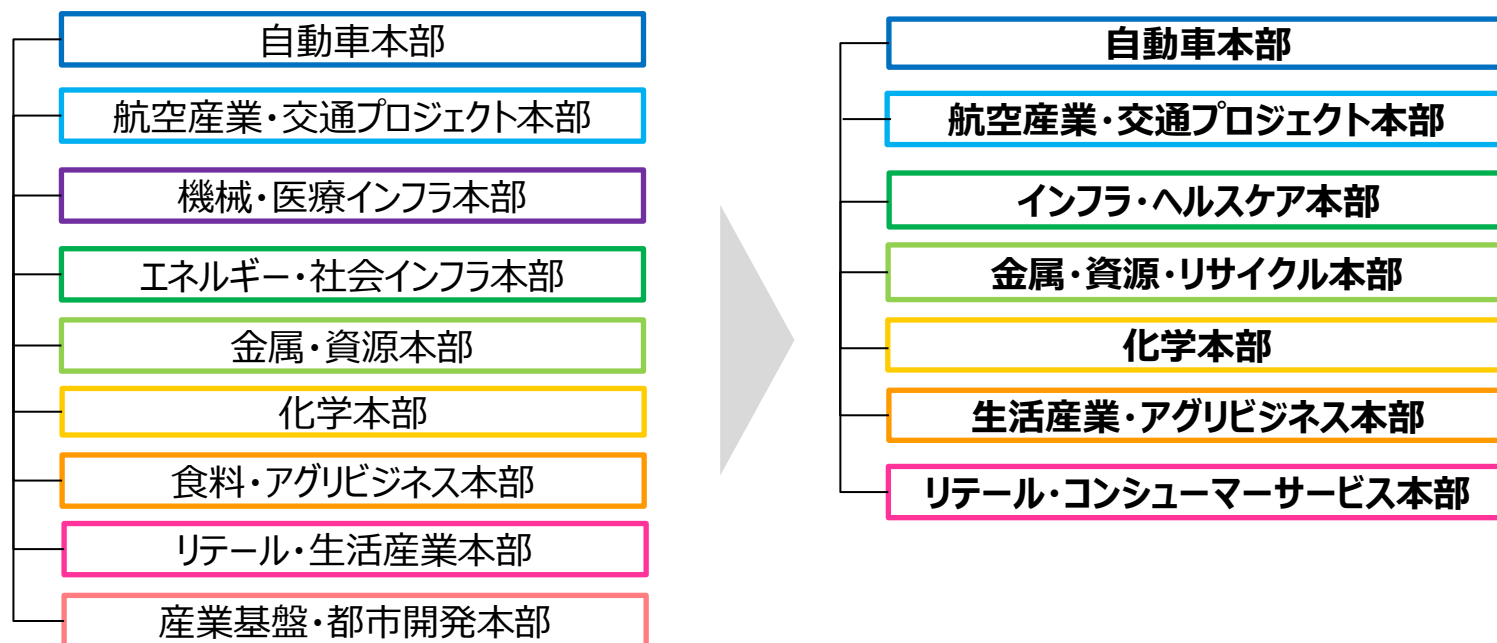 自動車本部
航空産業・交通プロジェクト本部
機械・医療インフラ本部
エネルギー・社会インフラ本部
金属・資源本部
化学本部
食料・アグリビジネス本部
リテール・生活産業本部
産業基盤・都市開発本部
自動車本部
航空産業・交通プロジェクト本部
インフラ・ヘルスケア本部
金属・資源・リサイクル本部
化学本部
生活産業・アグリビジネス本部
リテール・コンシューマーサービス本部